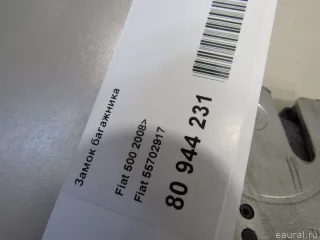 Замок багажника
Fiat 500 2008>
Fiat 55702917
80 944 231
eaural.ru